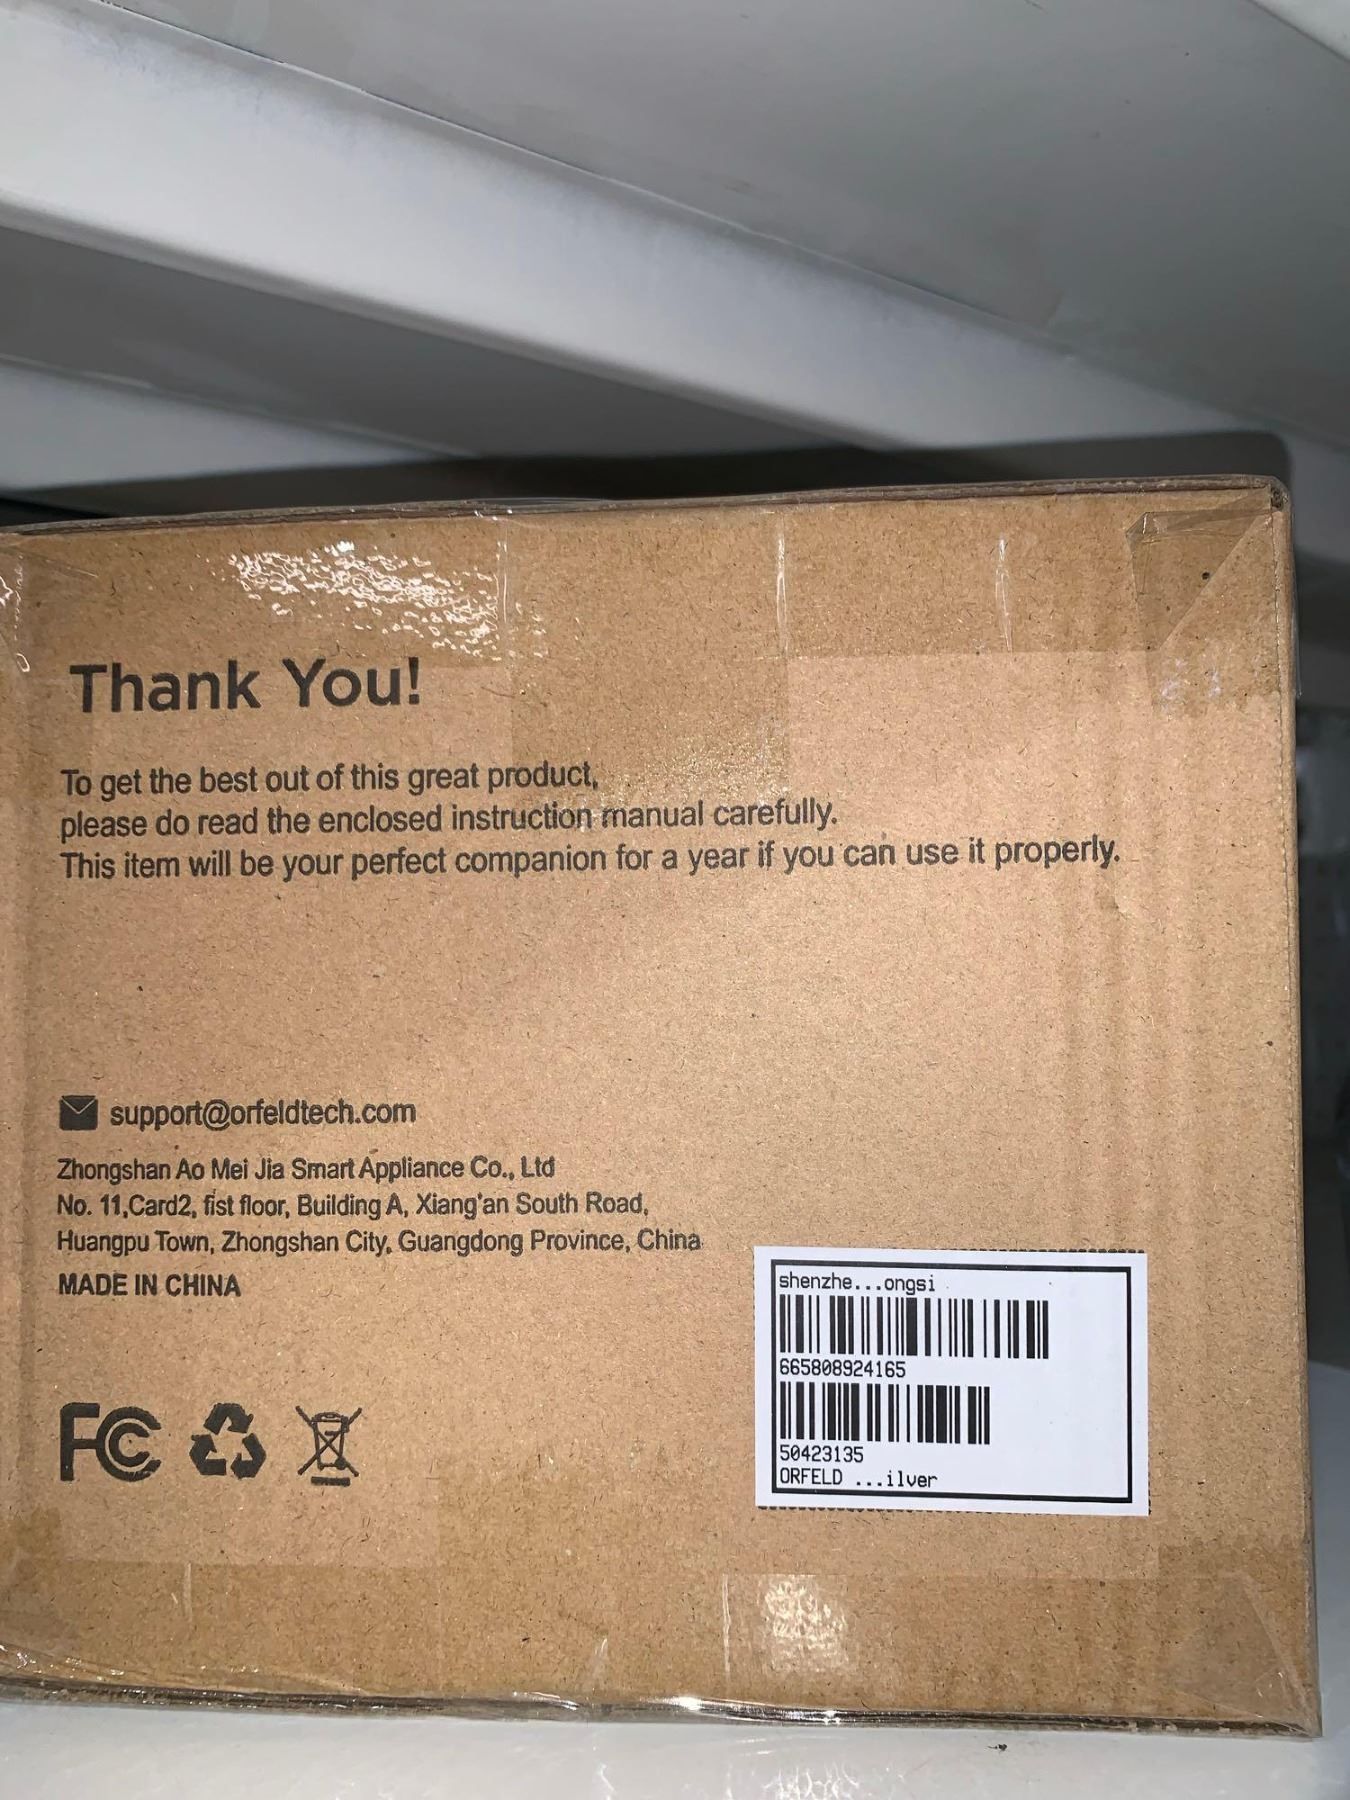 Thank You!
To get the best out of this great product,
please do read the enclosed instruction manual carefully.
This item will be your perfect companion for a year if you can use it properly.
support@orfeldtech.com
Zhongshan Ao Mei Jia Smart Appliance Co., Ltd
No. 11,Card2, fist floor, Building A, Xiang'an South Road,
Huangpu Town, Zhongshan City, Guangdong Province, China
MADE IN CHINA
FC
shenzhe...ongsi
665808924165
50423135
ORFELD ...ilver